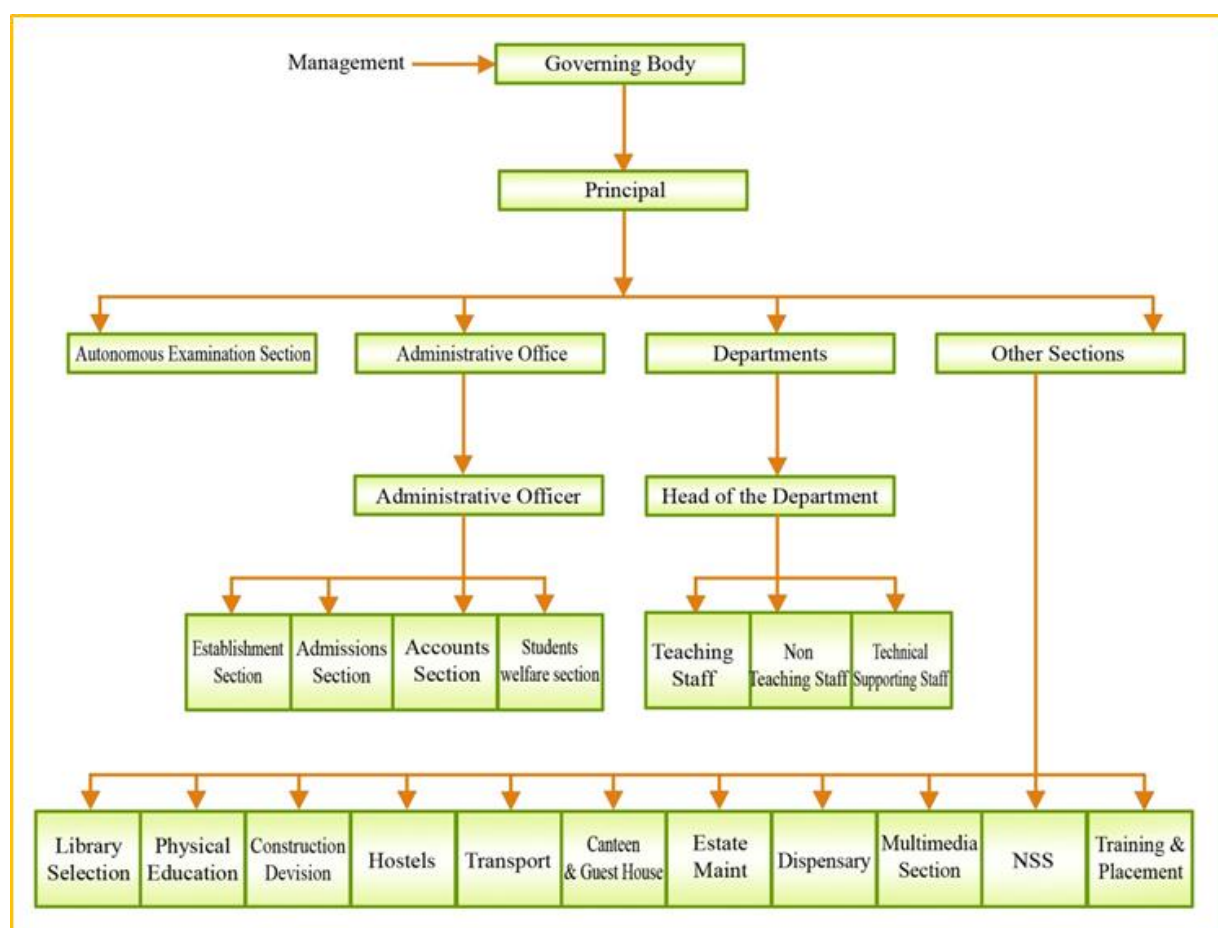 Management
Governing Body
Principal
Autonomous Examination Section
Administrative Office
Departments
Other Sections
Administrative Officer
Head of the Department
Establishment
Section
Admissions
Section
Accounts
Section
Students
welfare section
Teaching
Staff
Non
Teaching Staff
Technical
Supporting Staff
Library
Selection
Physical
Education
Construction
Devision
Hostels
Transport
Canteen
& Guest House
Estate
Maint
Dispensary
Multimedia
Section
NSS
Training &
Placement